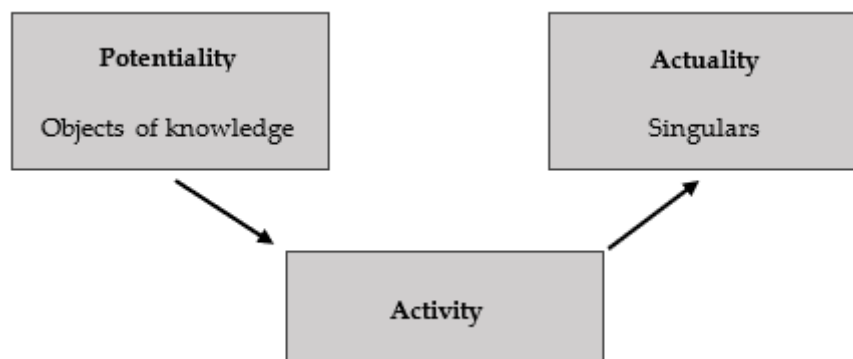 Potentiality
Objects of knowledge
Actuality
Singulars
Activity